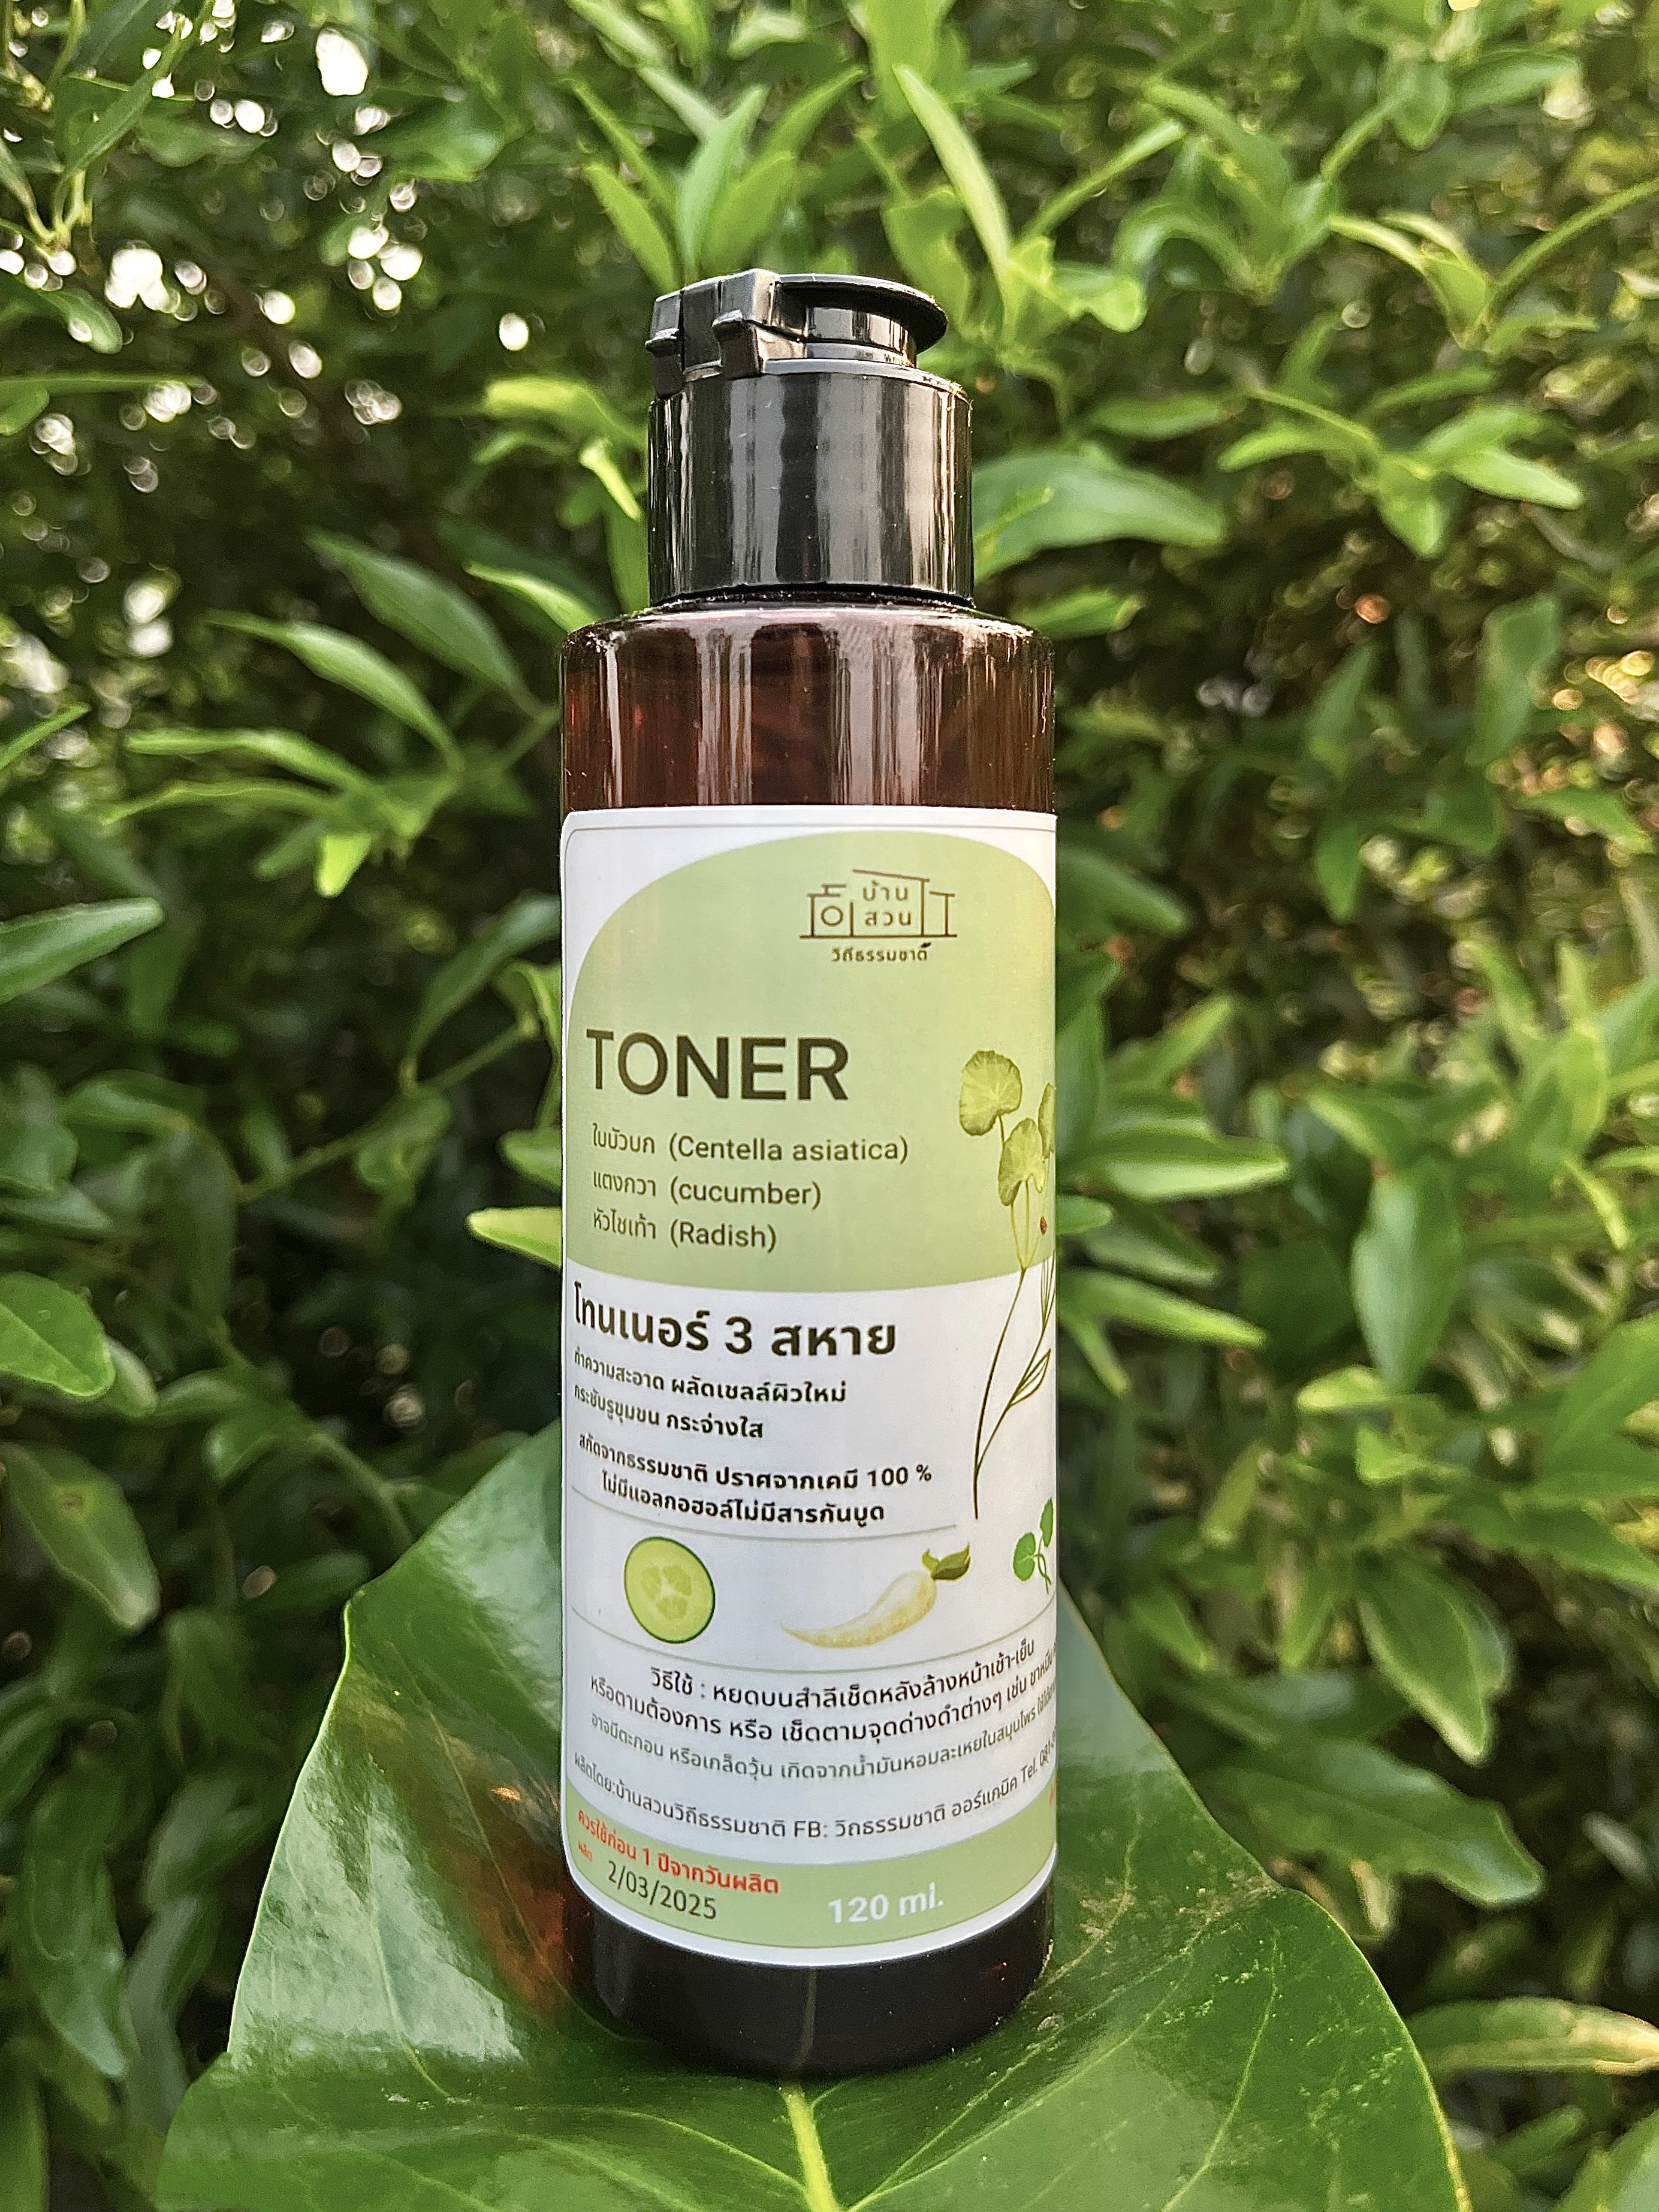 บ้าน
สวน
วิถีธรรมชาติ
TONER
ใบบัวบก (Centella asiatica)
แตงกวา (cucumber)
หัวไชเท้า (Radish)
โทนเนอร์ 3 สหาย
ทำความสะอาด ผลัดเซลล์ผิวใหม่
กระชับรูขุมขน กระจ่างใส
สกัดจากธรรมชาติ ปราศจากเคมี 100 %
ไม่มีแอลกอฮอล์ไม่มีสารกันบูด
วิธีใช้ : หยดบนสำลีเช็ดหลังล้างหน้าเช้า-เย็น
หรือตามต้องการ หรือ เช็ดตามจุดด่างดำต่างๆ เช่น ขาหนีบ
อาจมีตะกอน หรือเกล็ดวุ้น เกิดจากน้ำมันหอมละเหยในสมุนไพร
ผลิตโดย:บ้านสวนวิถีธรรมชาติ FB: วิถธรรมชาติ ออร์แกนิค Tel. 081-
ควรใช้ก่อน 1 ปีจากวันผลิต
ผลิต 2/03/2025
120 ml.